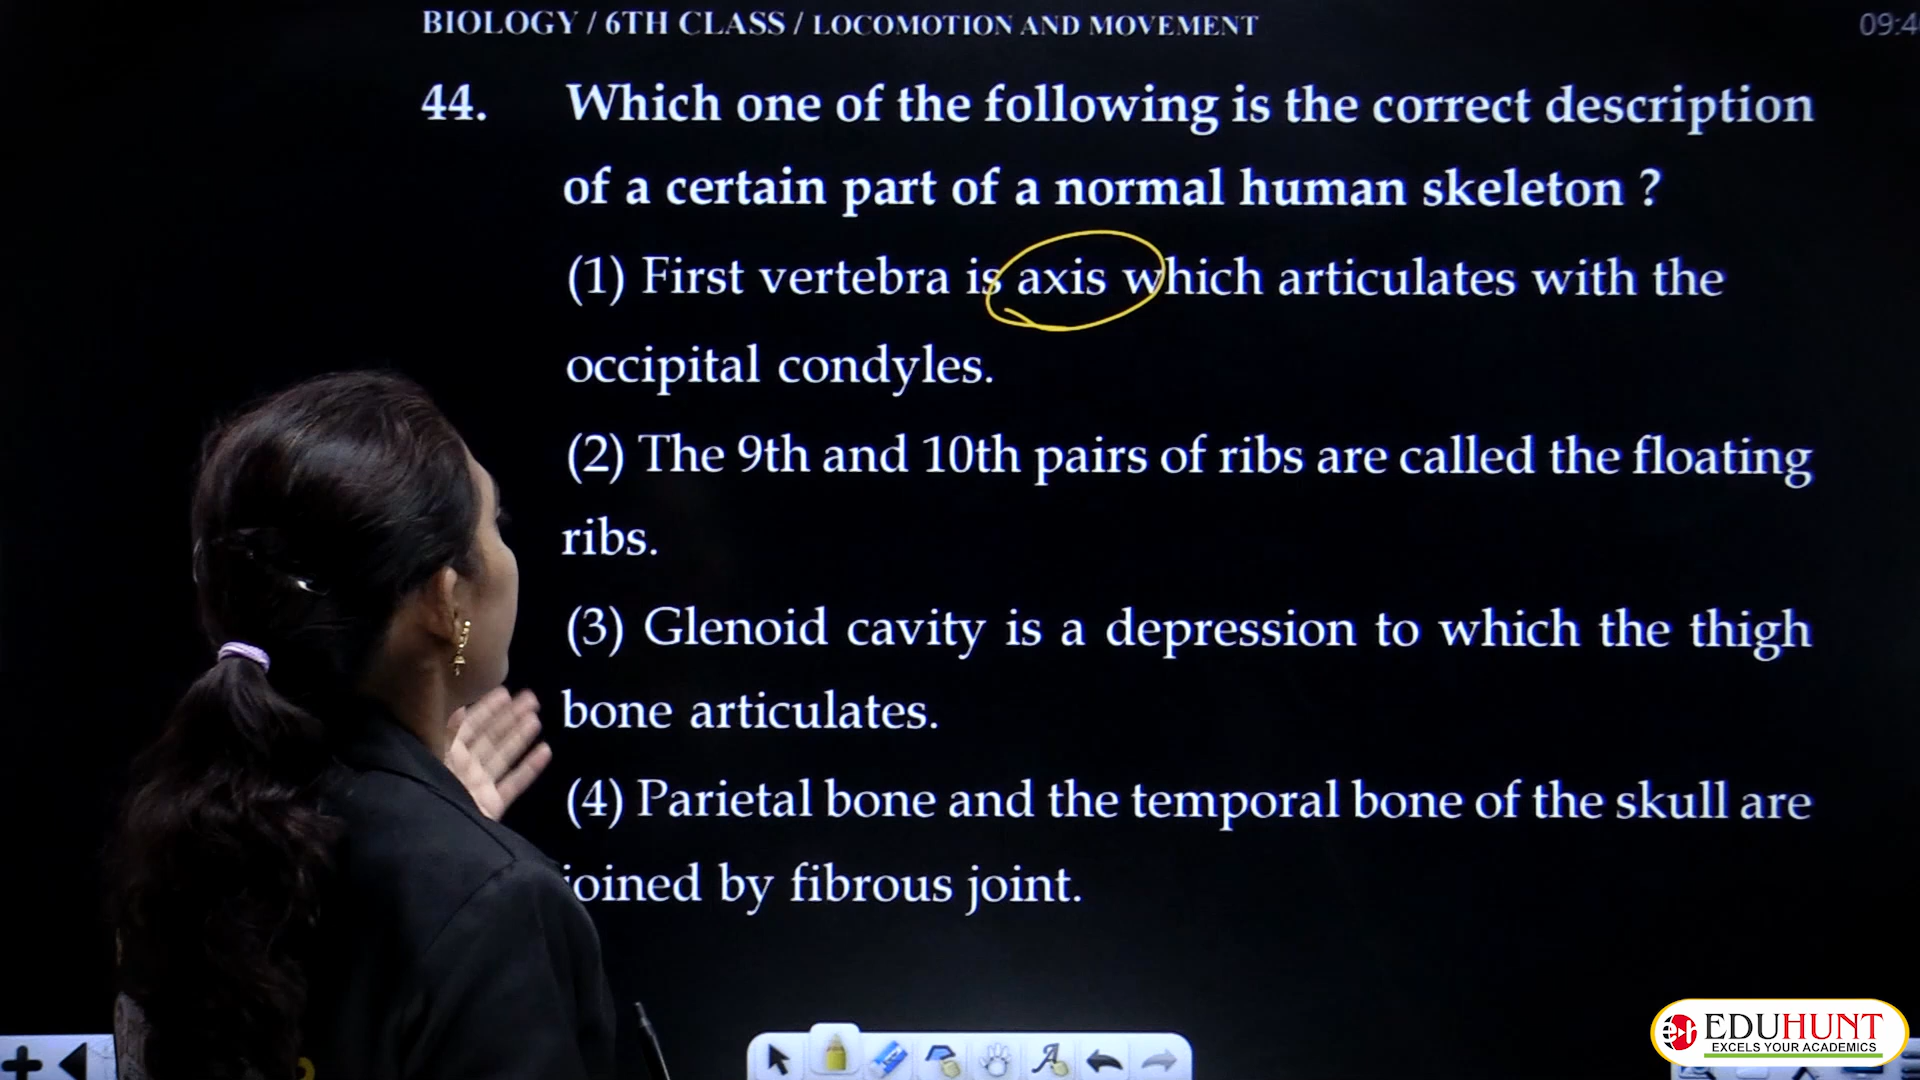 BIOLOGY / 6TH CLASS / LOCOMOTION AND MOVEMENT
09:4
44. Which one of the following is the correct description
of a certain part of a normal human skeleton ?
(1) First vertebra is axis which articulates with the
occipital condyles.
(2) The 9th and 10th pairs of ribs are called the floating
ribs.
(3) Glenoid cavity is a depression to which the thigh
bone articulates.
(4) Parietal bone and the temporal bone of the skull are
joined by fibrous joint.
EDUHUNT
EXCELS YOUR ACADEMICS